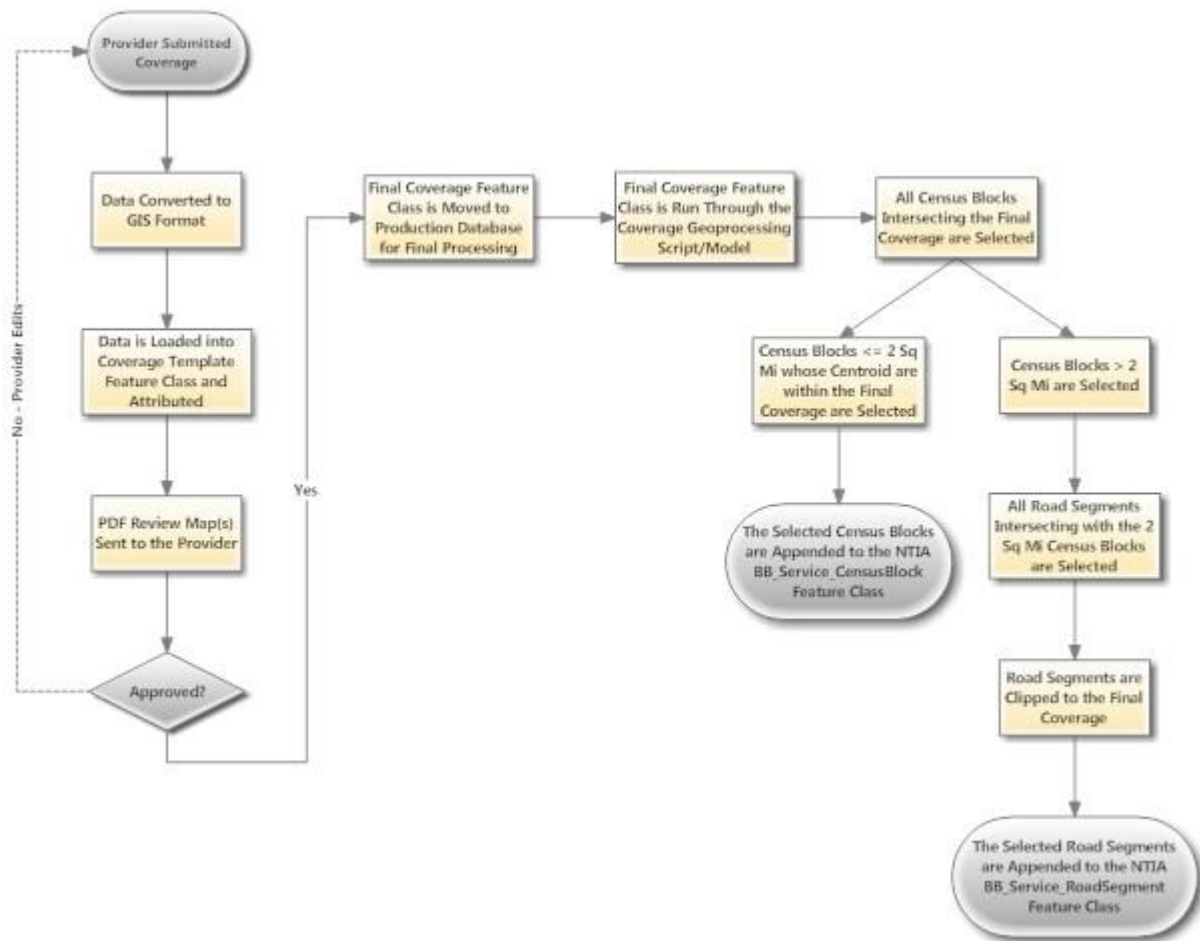 Provider Submitted
Coverage
Data Converted to
GIS Format
Data is Loaded into
Coverage Template
Feature Class and
Attributed
PDF Review Map(s)
Sent to the Provider
Approved?
No - Provider Edits
Yes
Final Coverage Feature
Class is Moved to
Production Database
for Final Processing
Final Coverage Feature
Class is Run Through the
Coverage Geoprocessing
Script/Model
All Census Blocks
Intersecting the Final
Coverage are Selected
Census Blocks <= 2 Sq
Mi whose Centroid are
within the Final
Coverage are Selected
The Selected Census Blocks
are Appended to the NTIA
BB_Service_CensusBlock
Feature Class
Census Blocks > 2
Sq Mi are Selected
All Road Segments
Intersecting with the 2
Sq Mi Census Blocks
are Selected
Road Segments are
Clipped to the Final
Coverage
The Selected Road Segments
are Appended to the NTIA
BB_Service_RoadSegment
Feature Class